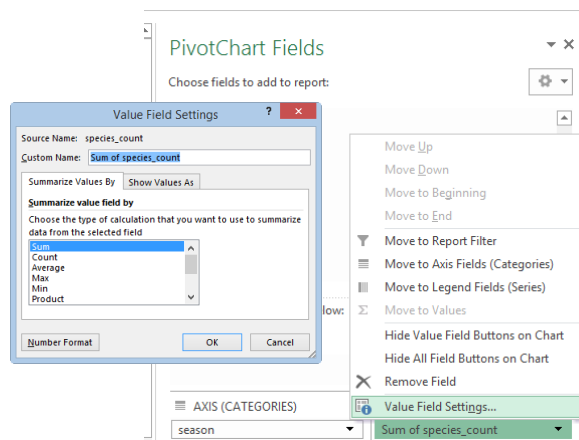 PivotChart Fields
Choose fields to add to report:
Value Field Settings
Source Name: species_count
Custom Name: Sum of species_count
Summarize Values By Show Values As
Summarize value field by
Choose the type of calculation that you want to use to summarize
data from the selected field
Sum
Count
Average
Max
Min
Product
Number Format OK Cancel
Move Up
Move Down
Move to Beginning
Move to End
Move to Report Filter
Move to Axis Fields (Categories)
Move to Legend Fields (Series)
low: Σ Move to Values
Hide Value Field Buttons on Chart
Hide All Field Buttons on Chart
Remove Field
Value Field Settings...
AXIS (CATEGORIES)
season
Sum of species_count